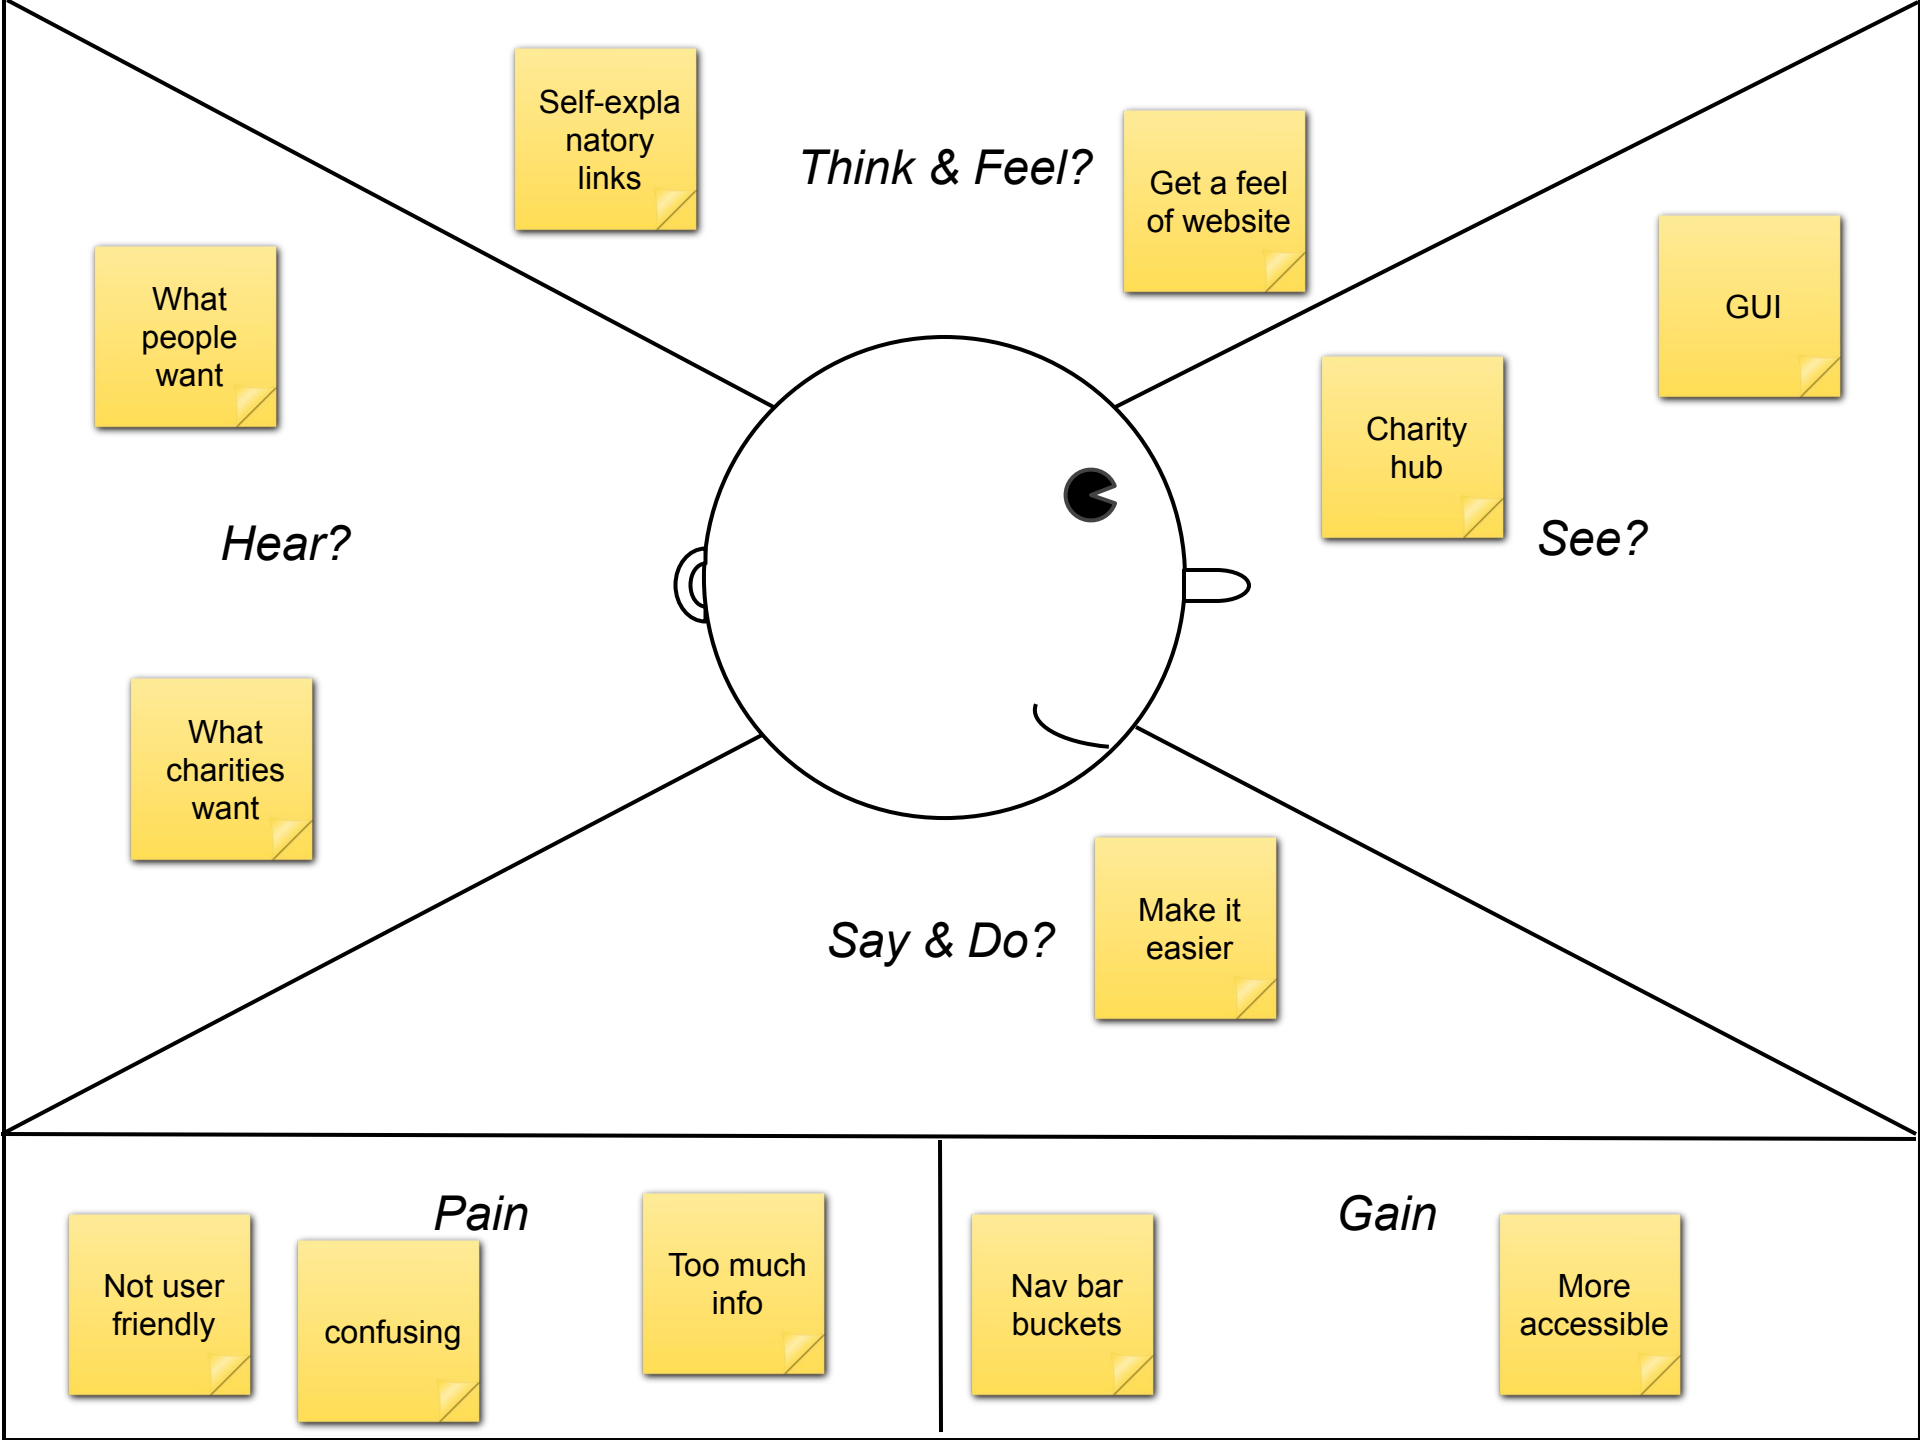 Self-expla
natory
links
Think & Feel?
Get a feel
of website
What
people
want
GUI
Charity
hub
Hear?
See?
What
charities
want
Say & Do?
Make it
easier
Pain
Not user
friendly
confusing
Too much
info
Gain
Nav bar
buckets
More
accessible